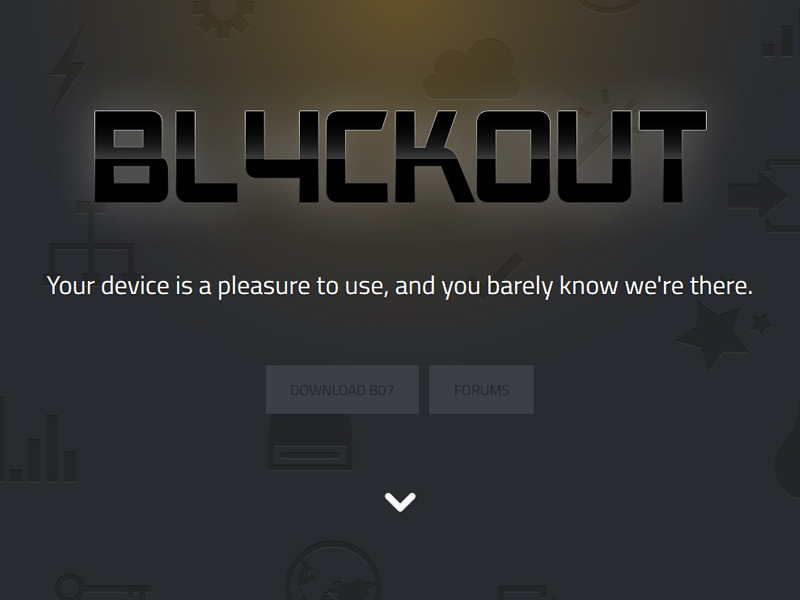 BL4CKOUT
Your device is a pleasure to use, and you barely know we're there.
DOWNLOAD B07
FORUMS